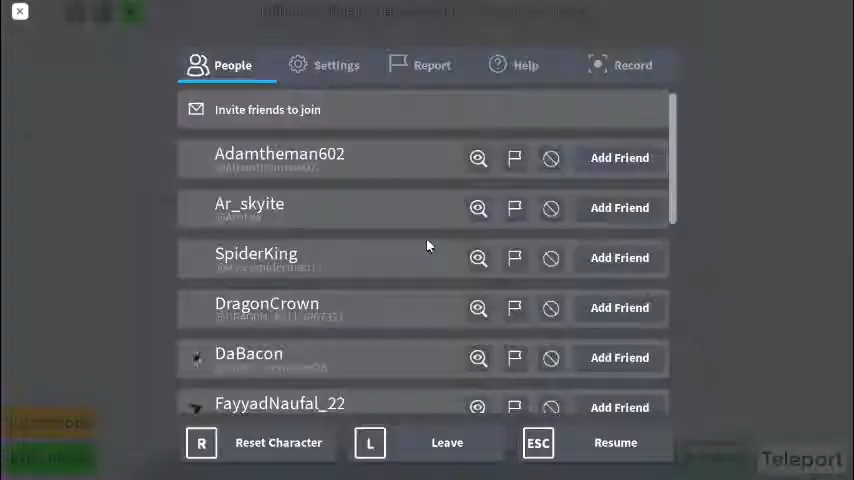 People
Settings
Report
Help
Record
Invite friends to join
Adamtheman602
Add Friend
Ar_skyite
Add Friend
SpiderKing
Add Friend
DragonCrown
Add Friend
DaBacon
Add Friend
FayyadNaufal_22
Add Friend
R Reset Character
L Leave
ESC Resume
Teleport